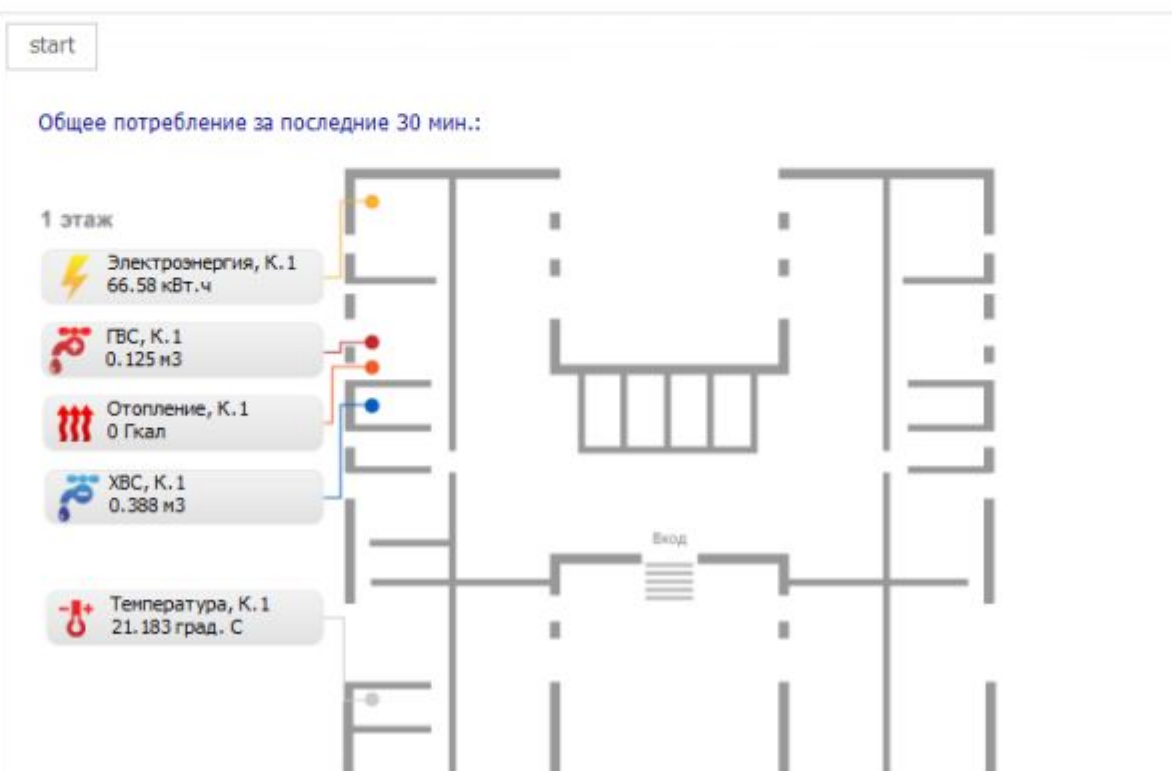 start
Общее потребление за последние 30 мин.:
1 этаж
Электроэнергия, К.1
66.58 кВт.ч
ГВС, К.1
0.125 м3
Отопление, К.1
0 Гкал
ХВС, К.1
0.388 м3
Вход
Температура, К.1
21.183 град. С